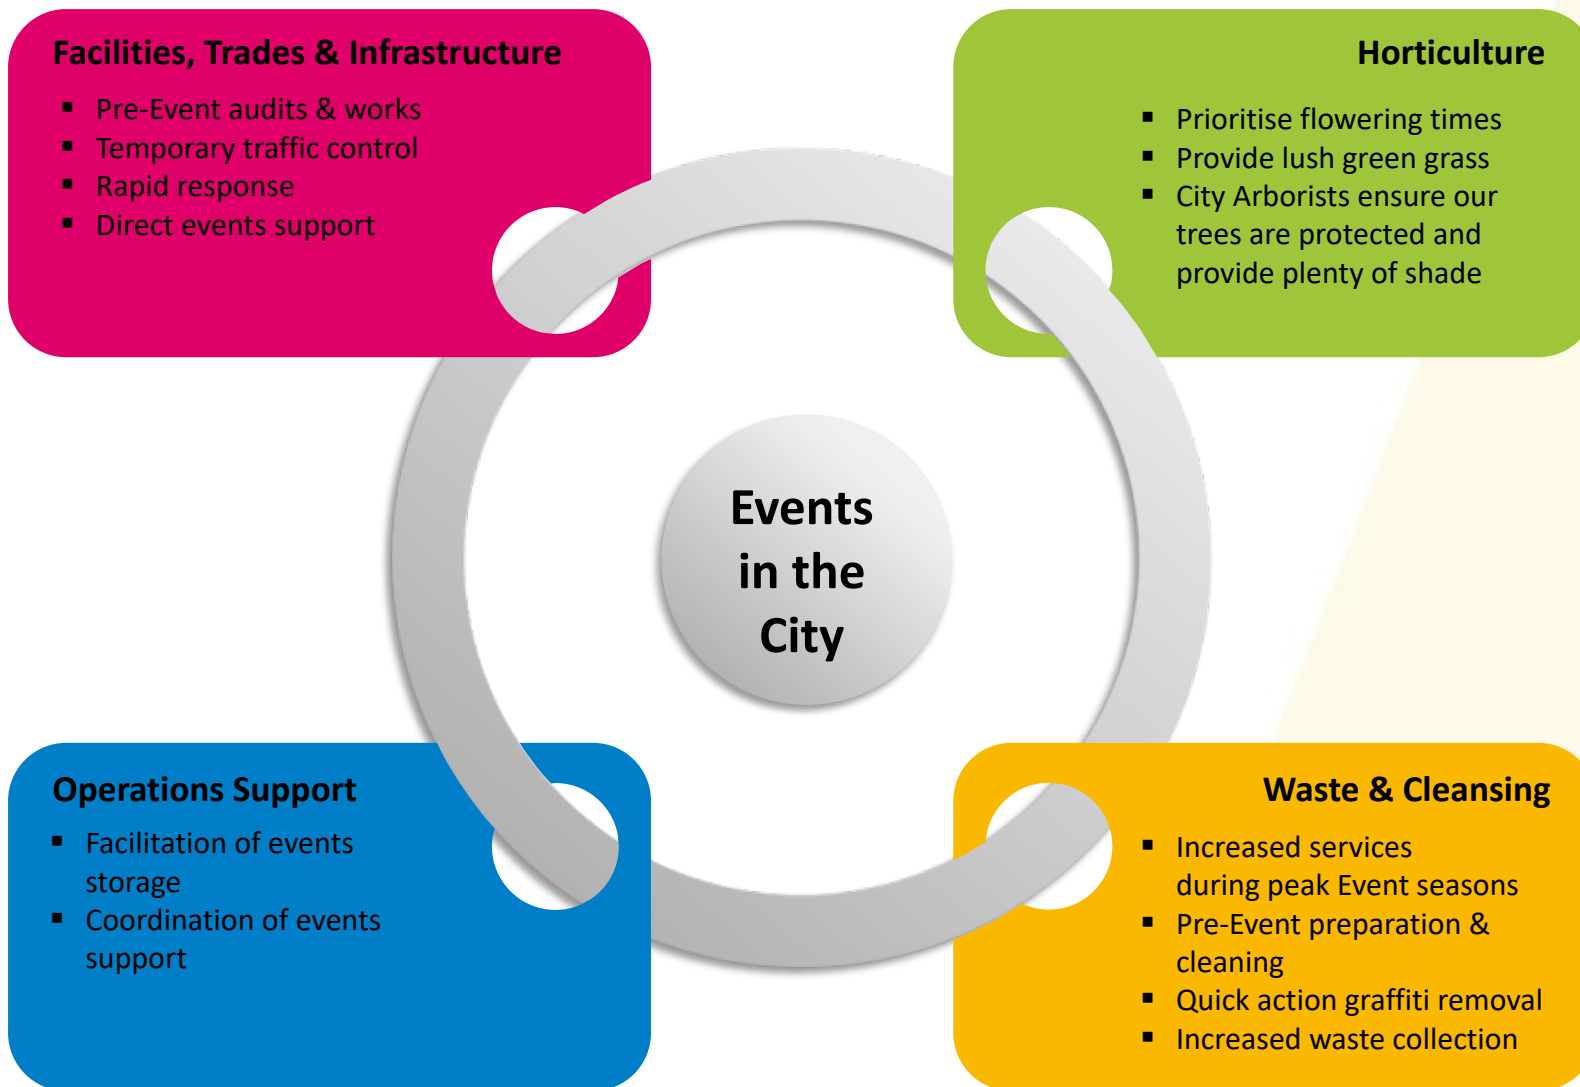 Facilities, Trades & Infrastructure
▪ Pre-Event audits & works
▪ Temporary traffic control
▪ Rapid response
▪ Direct events support
Horticulture
▪ Prioritise flowering times
▪ Provide lush green grass
▪ City Arborists ensure our
trees are protected and
provide plenty of shade
Events
in the
City
Operations Support
▪ Facilitation of events
storage
▪ Coordination of events
support
Waste & Cleansing
▪ Increased services
during peak Event seasons
▪ Pre-Event preparation &
cleaning
▪ Quick action graffiti removal
▪ Increased waste collection